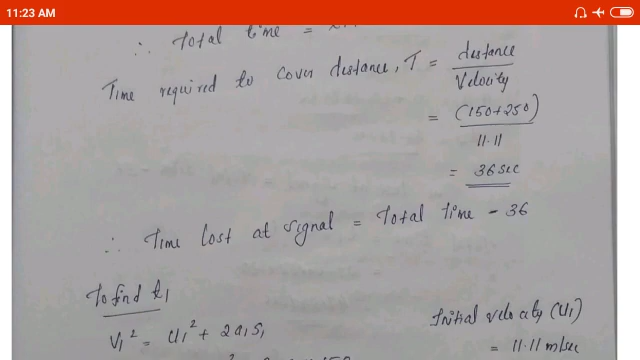 11:23 AM
∴ Total time =
Time required to cover distance, T = distance / Velocity
= (150+250) / 11.11
= 36 sec
∴ Time lost at signal = Total time - 36
To find t1
V1² = U1² + 2a1S1
Initial velocity (U1)
= 11.11 m/sec